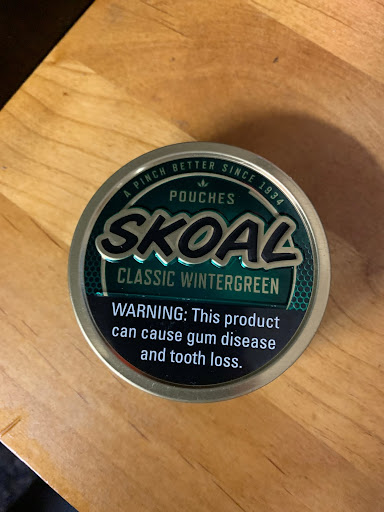 A PINCH BETTER SINCE 1934
POUCHES
SKOAL
CLASSIC WINTERGREEN
WARNING: This product
can cause gum disease
and tooth loss.